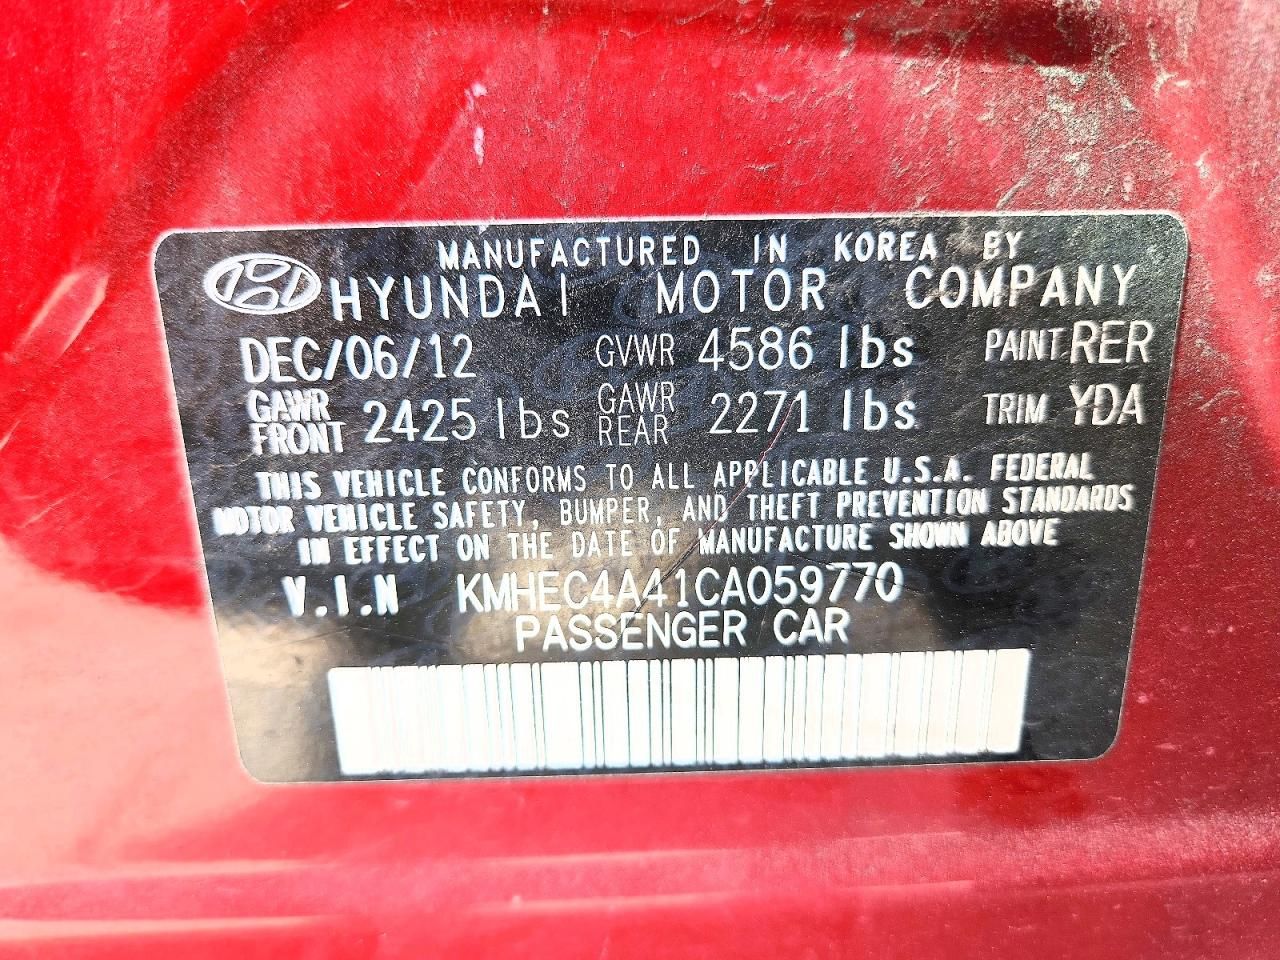 MANUFACTURED IN KOREA BY
HYUNDAI MOTOR COMPANY
DEC/06/12 GVWR 4586 lbs PAINT RER
GAWR FRONT 2425 lbs GAWR REAR 2271 lbs TRIM YDA
THIS VEHICLE CONFORMS TO ALL APPLICABLE U.S.A. FEDERAL
MOTOR VEHICLE SAFETY, BUMPER, AND THEFT PREVENTION STANDARDS
IN EFFECT ON THE DATE OF MANUFACTURE SHOWN ABOVE
V.I.N KMHEC4A41CA059770
PASSENGER CAR